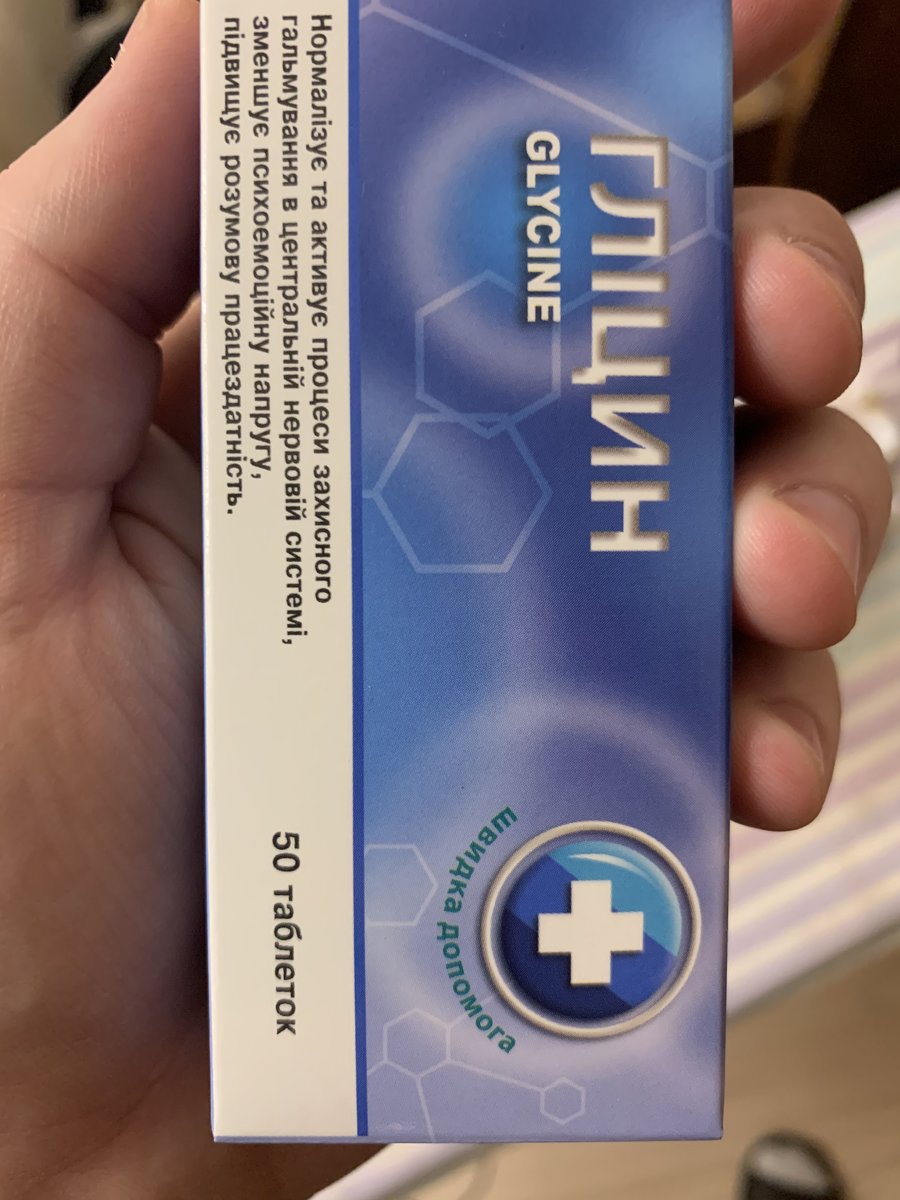 ГЛІЦИН
GLYCINE
швидка допомога
Нормалізує та активує процеси захисного
гальмування в центральній нервовій системі,
зменшує психоемоційну напругу,
підвищує розумову працездатність.
50 таблеток